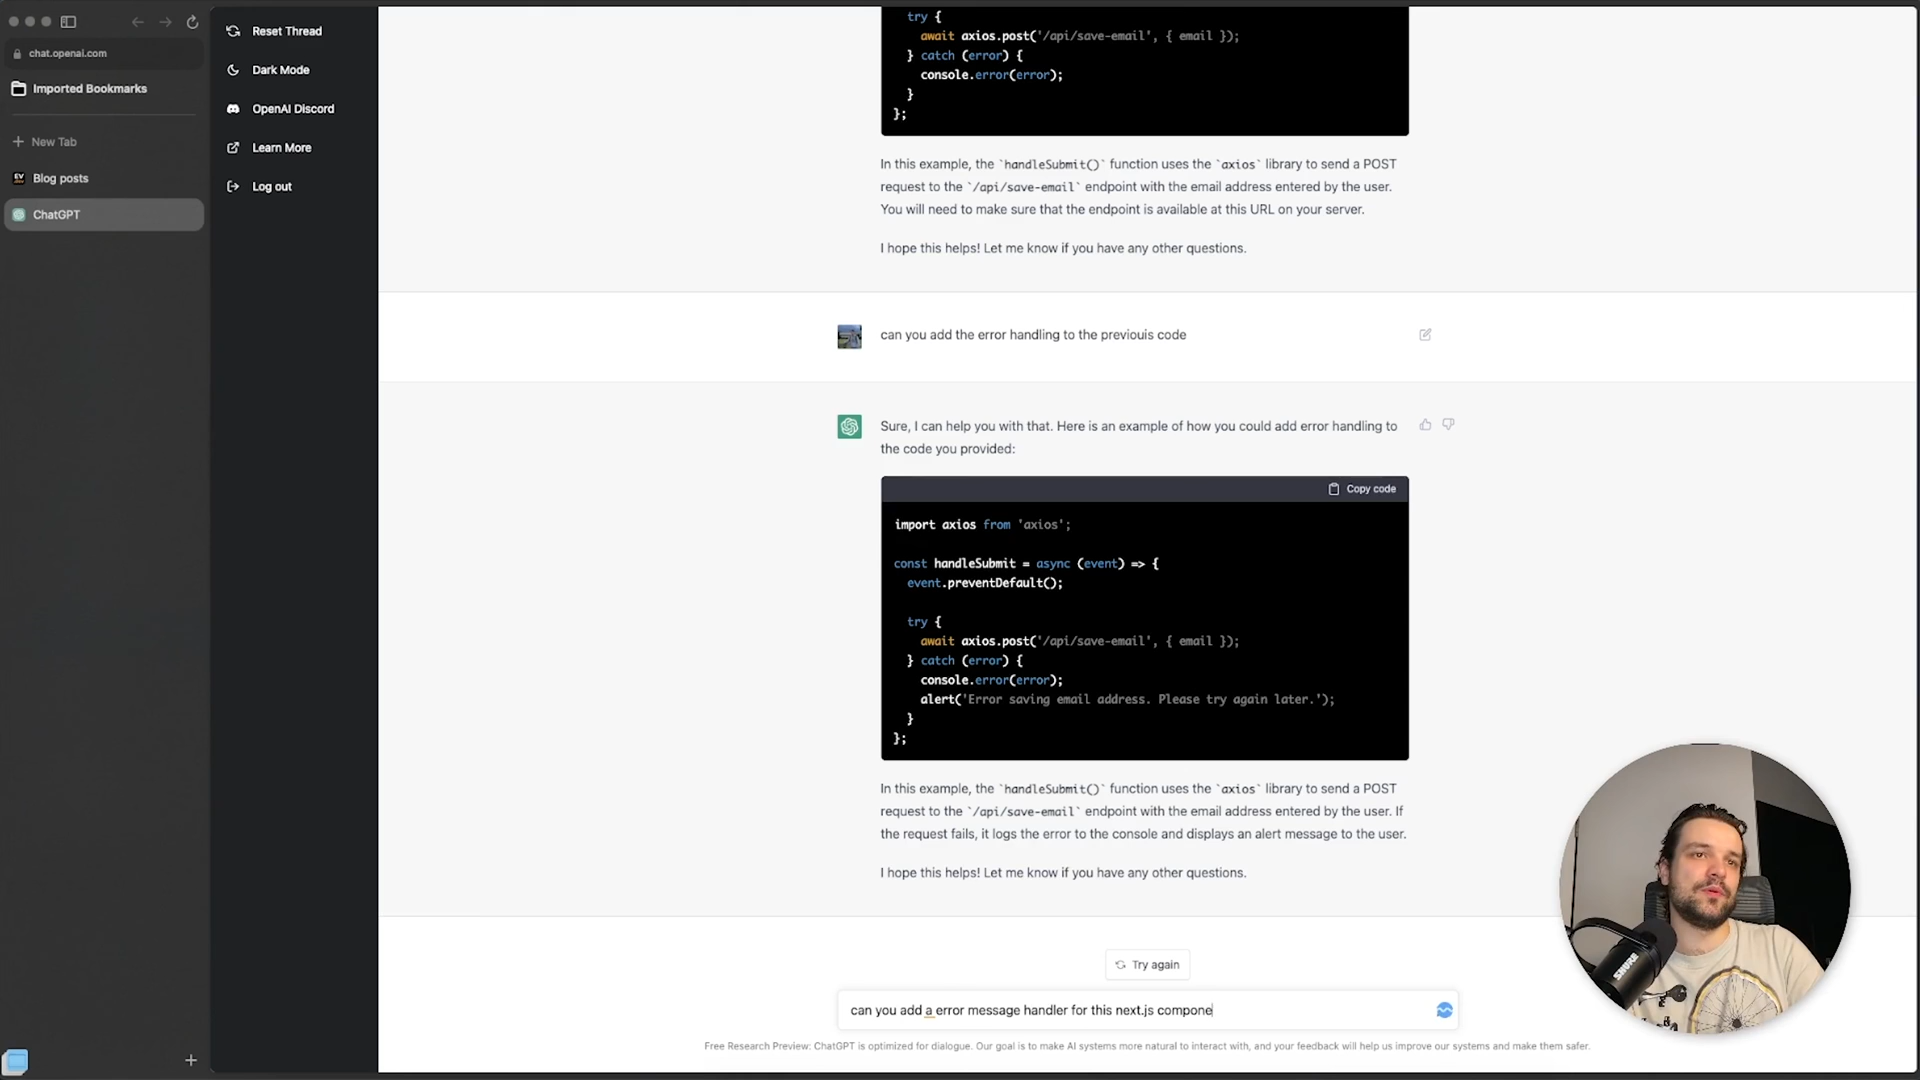 chat.openai.com
Imported Bookmarks
New Tab
Blog posts
ChatGPT
Reset Thread
Dark Mode
OpenAI Discord
Learn More
Log out
try {
await axios.post('/api/save-email', { email });
} catch (error) {
console.error(error);
}
};
In this example, the `handleSubmit()` function uses the `axios` library to send a POST
request to the `/api/save-email` endpoint with the email address entered by the user.
You will need to make sure that the endpoint is available at this URL on your server.
I hope this helps! Let me know if you have any other questions.
can you add the error handling to the previouis code
Sure, I can help you with that. Here is an example of how you could add error handling to
the code you provided:
Copy code
import axios from 'axios';
const handleSubmit = async (event) => {
event.preventDefault();
try {
await axios.post('/api/save-email', { email });
} catch (error) {
console.error(error);
alert('Error saving email address. Please try again later.');
}
};
In this example, the `handleSubmit()` function uses the `axios` library to send a POST
request to the `/api/save-email` endpoint with the email address entered by the user. If
the request fails, it logs the error to the console and displays an alert message to the user.
I hope this helps! Let me know if you have any other questions.
Try again
can you add a error message handler for this next.js compone
Free Research Preview: ChatGPT is optimized for dialogue. Our goal is to make AI systems more natural to interact with, and your feedback will help us improve our systems and make them safer.
SHURE